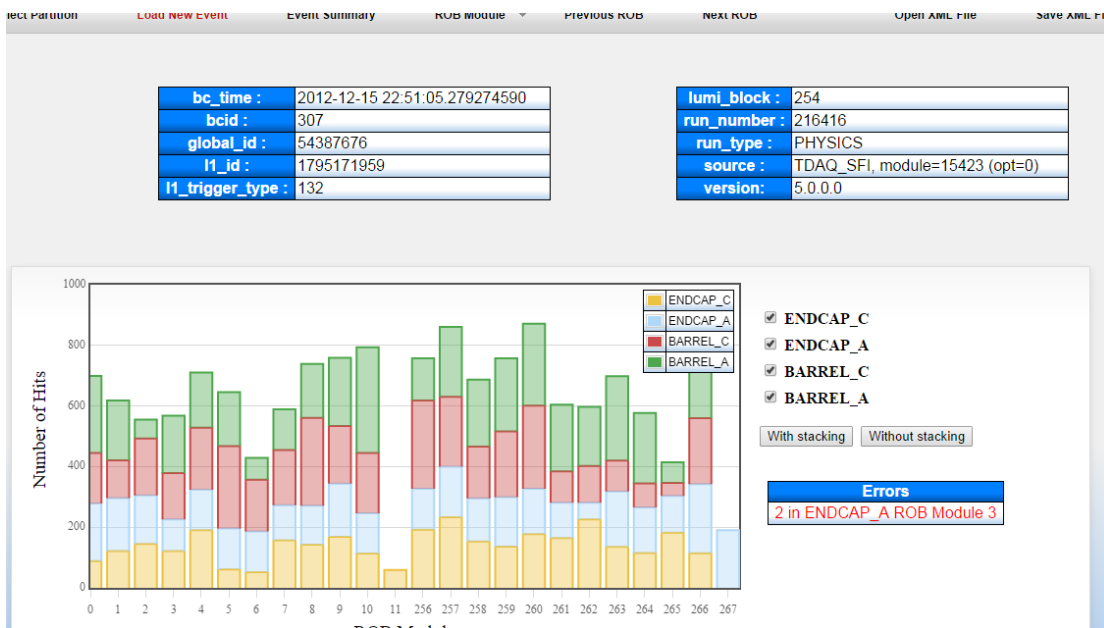 lect Partition Load New Event Event Summary ROB Module Previous ROB Next ROB Open XML File Save XML Fi
bc_time : 2012-12-15 22:51:05.279274590
bcid : 307
global_id : 54387676
l1_id : 1795171959
l1_trigger_type : 132
lumi_block : 254
run_number : 216416
run_type : PHYSICS
source : TDAQ_SFI, module=15423 (opt=0)
version: 5.0.0.0
1000
800
600
400
200
0
Number of Hits
ENDCAP_C
ENDCAP_A
BARREL_C
BARREL_A
0 1 2 3 4 5 6 7 8 9 10 11 256 257 258 259 260 261 262 263 264 265 266 267
ENDCAP_C
ENDCAP_A
BARREL_C
BARREL_A
With stacking Without stacking
Errors
2 in ENDCAP_A ROB Module 3